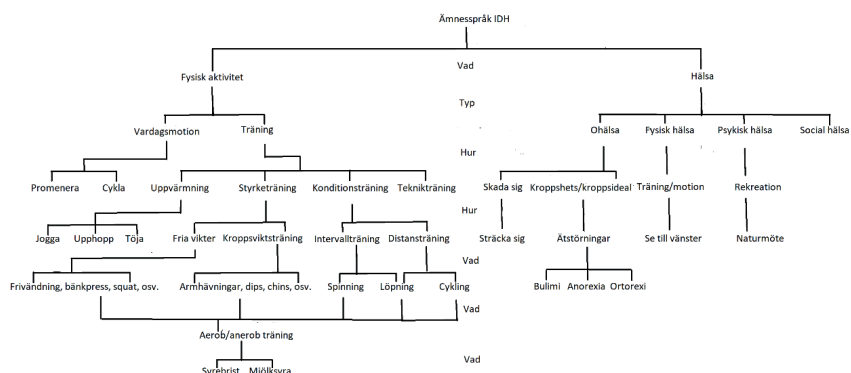 Ämnesspråk IDH
Vad
Fysisk aktivitet
Hälsa
Typ
Vardagsmotion
Träning
Ohälsa
Fysisk hälsa
Psykisk hälsa
Social hälsa
Hur
Promenera
Cykla
Uppvärmning
Styrketräning
Konditionsträning
Teknikträning
Skada sig
Kroppshets/kroppsideal
Träning/motion
Rekreation
Hur
Jogga
Upphopp
Töja
Fria vikter
Kroppsviktsträning
Intervallträning
Distansträning
Sträcka sig
Ätstörningar
Se till vänster
Naturmöte
Vad
Frivändning, bänkpress, squat, osv.
Armhävningar, dips, chins, osv.
Spinning
Löpning
Cykling
Bulimi
Anorexia
Ortorexi
Vad
Aerob/anerob träning
Vad
Syrebrist
Mjölksyra